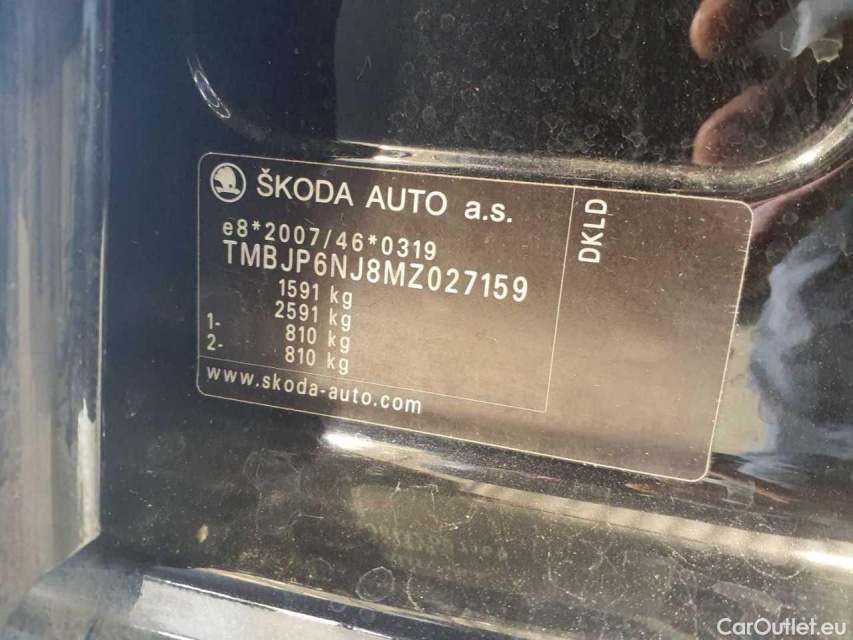 ŠKODA AUTO a.s.
e8*2007/46*0319
TMBJP6NJ8MZ027159
1591 kg
2591 kg
1- 810 kg
2- 810 kg
www.skoda-auto.com
DKLD
CarOutlet.eu